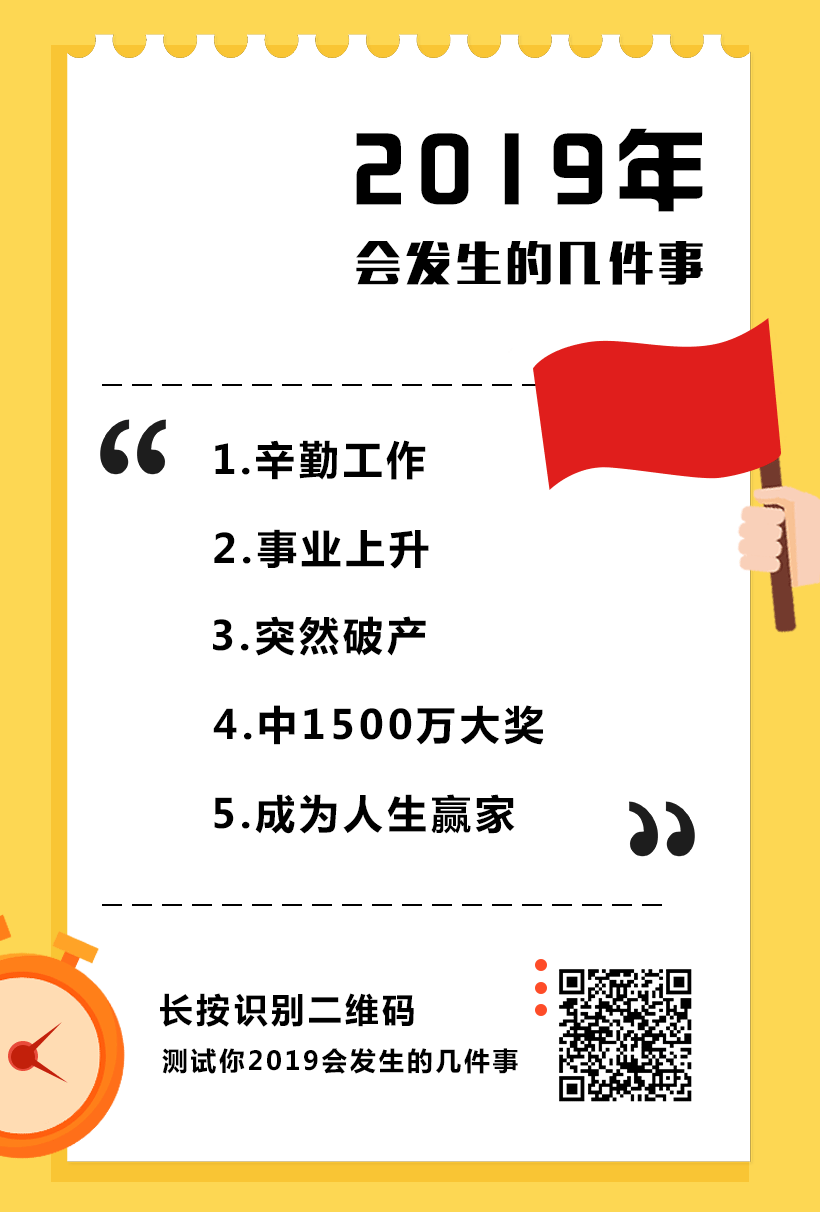 2019年
会发生的几件事
“
1.辛勤工作
2.事业上升
3.突然破产
4.中1500万大奖
5.成为人生赢家
”
长按识别二维码
测试你2019会发生的几件事